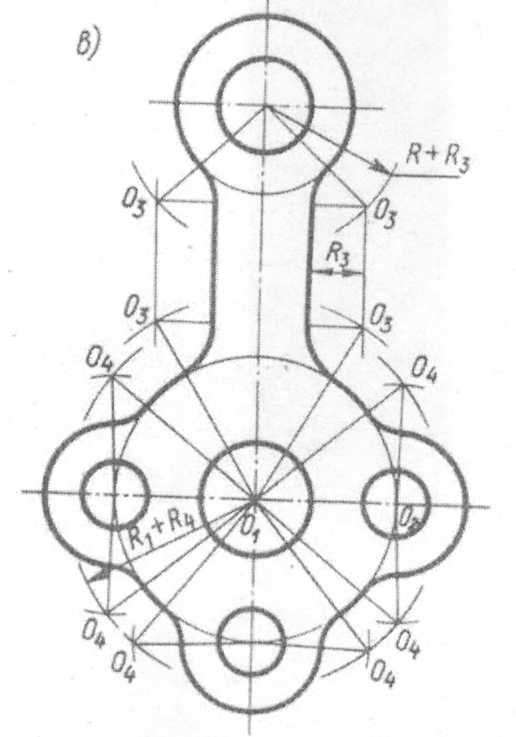 в)
R + R₃
O₃
O₃
R₃
O₃
O₃
O₄
O₄
R₁+R₄
O₁
O₂
O₄
O₄
O₄
O₄